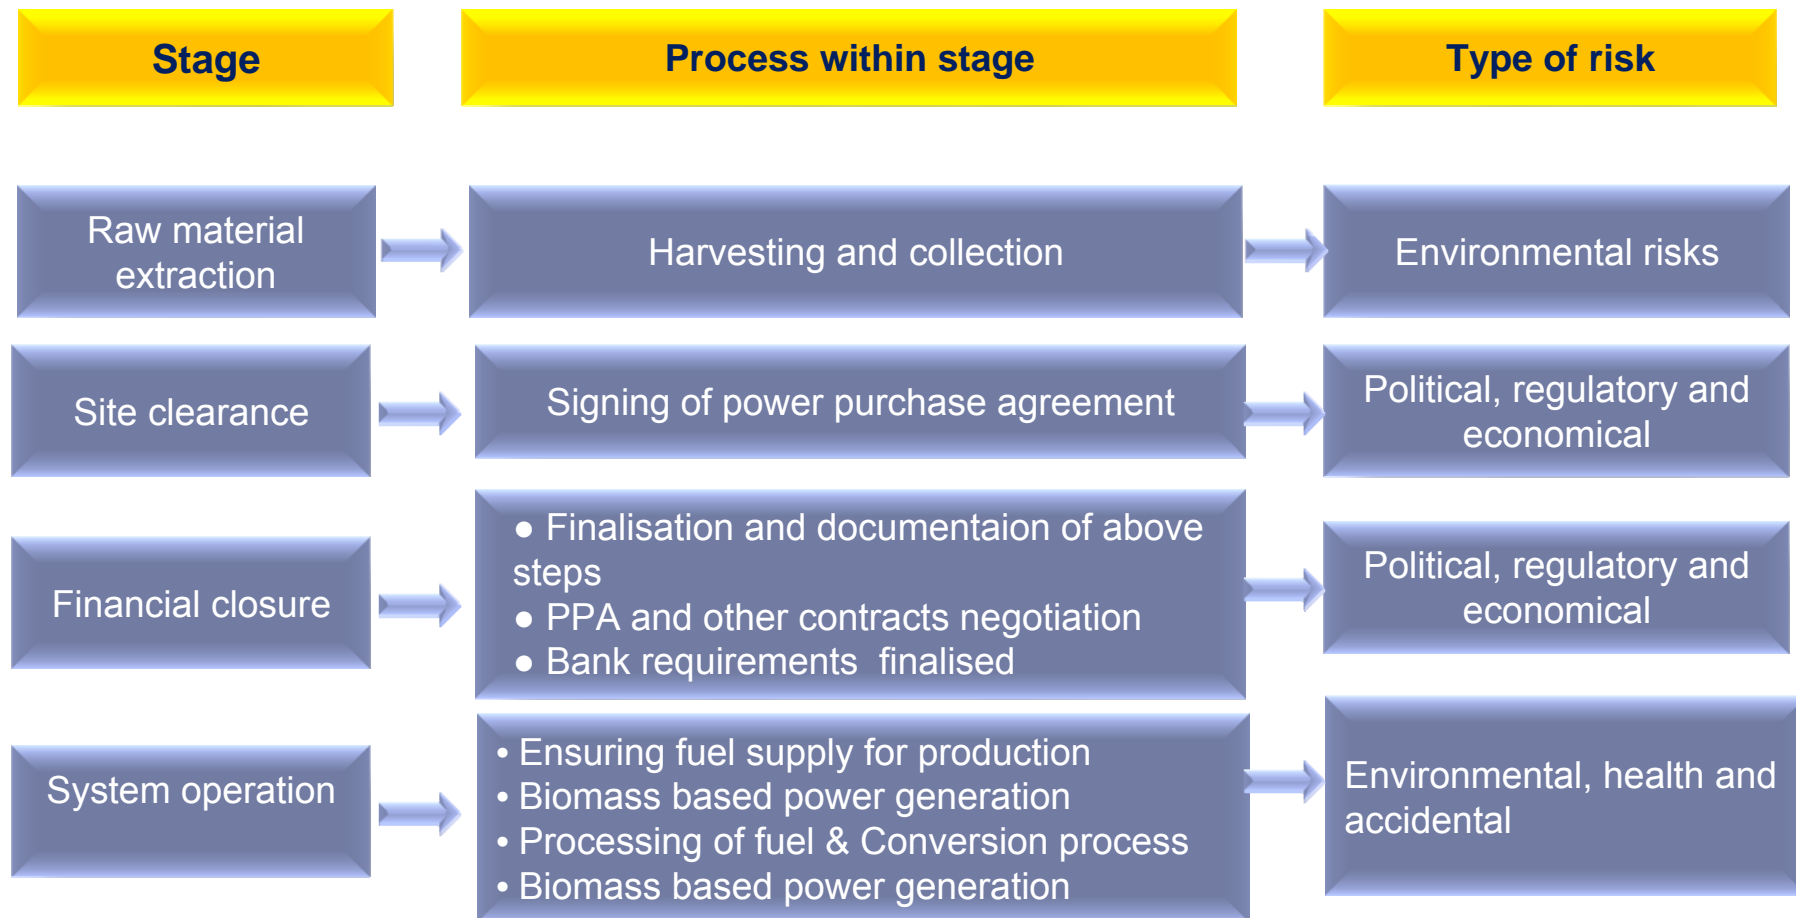 Stage
Process within stage
Type of risk
Raw material
extraction
Harvesting and collection
Environmental risks
Site clearance
Signing of power purchase agreement
Political, regulatory and
economical
Financial closure
● Finalisation and documentaion of above
steps
● PPA and other contracts negotiation
● Bank requirements  finalised
Political, regulatory and
economical
System operation
• Ensuring fuel supply for production
• Biomass based power generation
• Processing of fuel & Conversion process
• Biomass based power generation
Environmental, health and
accidental